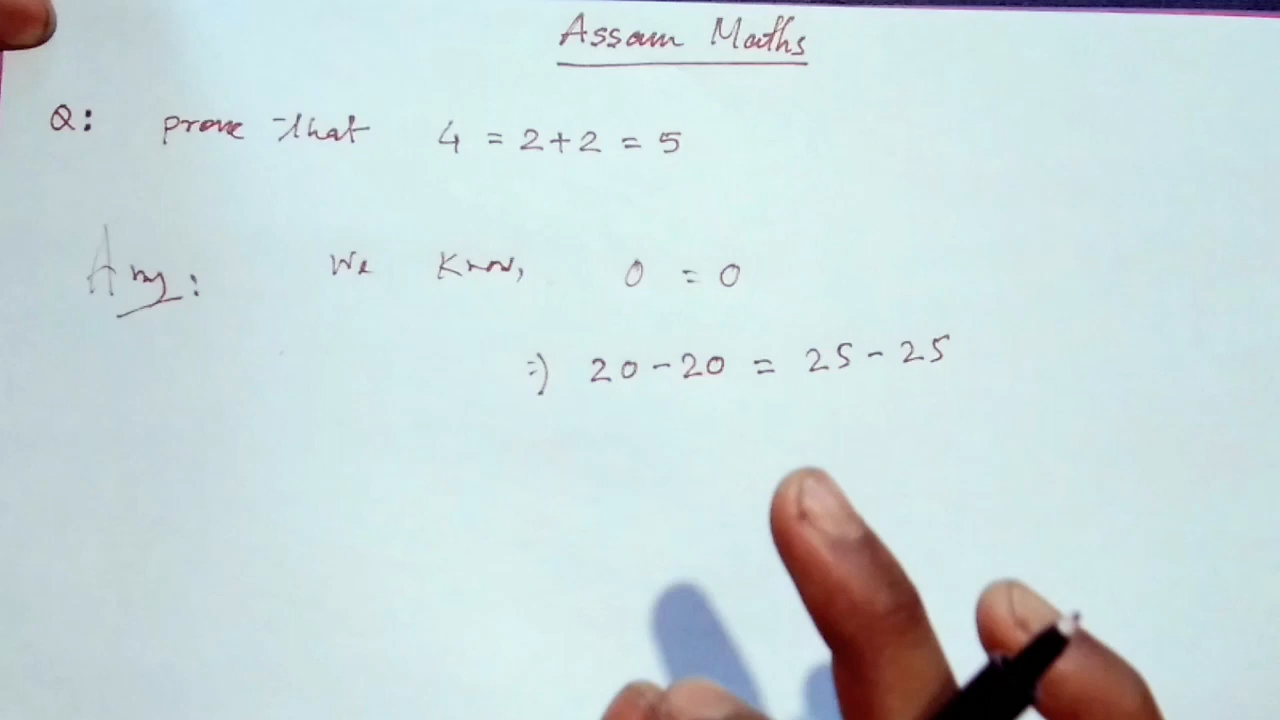 Assam Maths
Q: prove that 4 = 2+2 = 5
Ans: We know, 0 = 0
=) 20-20 = 25-25